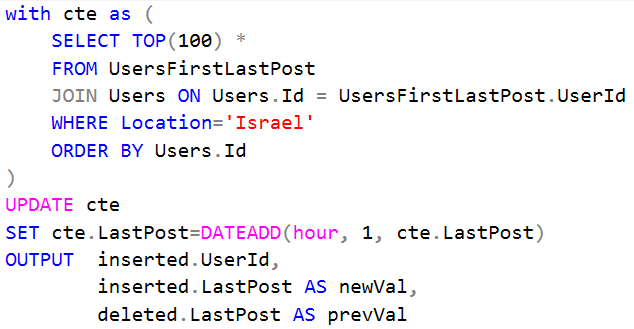 with cte as (
    SELECT TOP(100) *
    FROM UsersFirstLastPost
    JOIN Users ON Users.Id = UsersFirstLastPost.UserId
    WHERE Location='Israel'
    ORDER BY Users.Id
)
UPDATE cte
SET cte.LastPost=DATEADD(hour, 1, cte.LastPost)
OUTPUT  inserted.UserId,
        inserted.LastPost AS newVal,
        deleted.LastPost AS prevVal